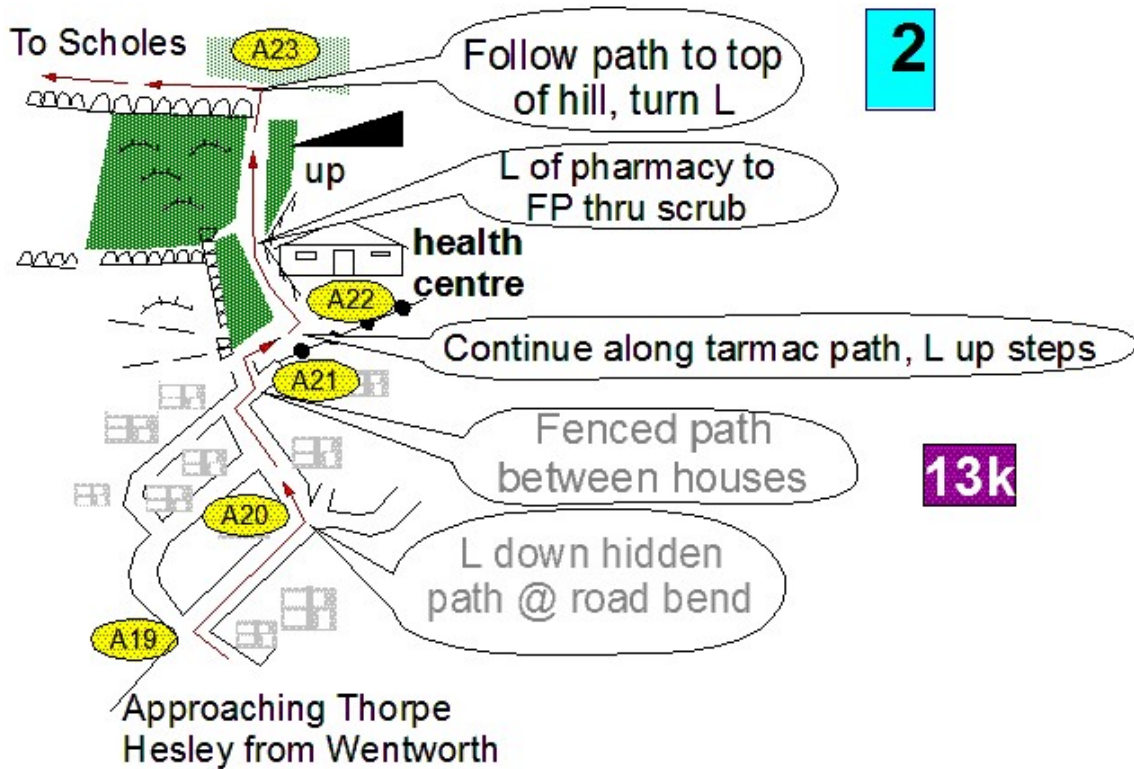 To Scholes
A23
Follow path to top
of hill, turn L
2
up
L of pharmacy to
FP thru scrub
health
centre
A22
Continue along tarmac path, L up steps
A21
Fenced path
between houses
13k
A20
L down hidden
path @ road bend
A19
Approaching Thorpe
Hesley from Wentworth